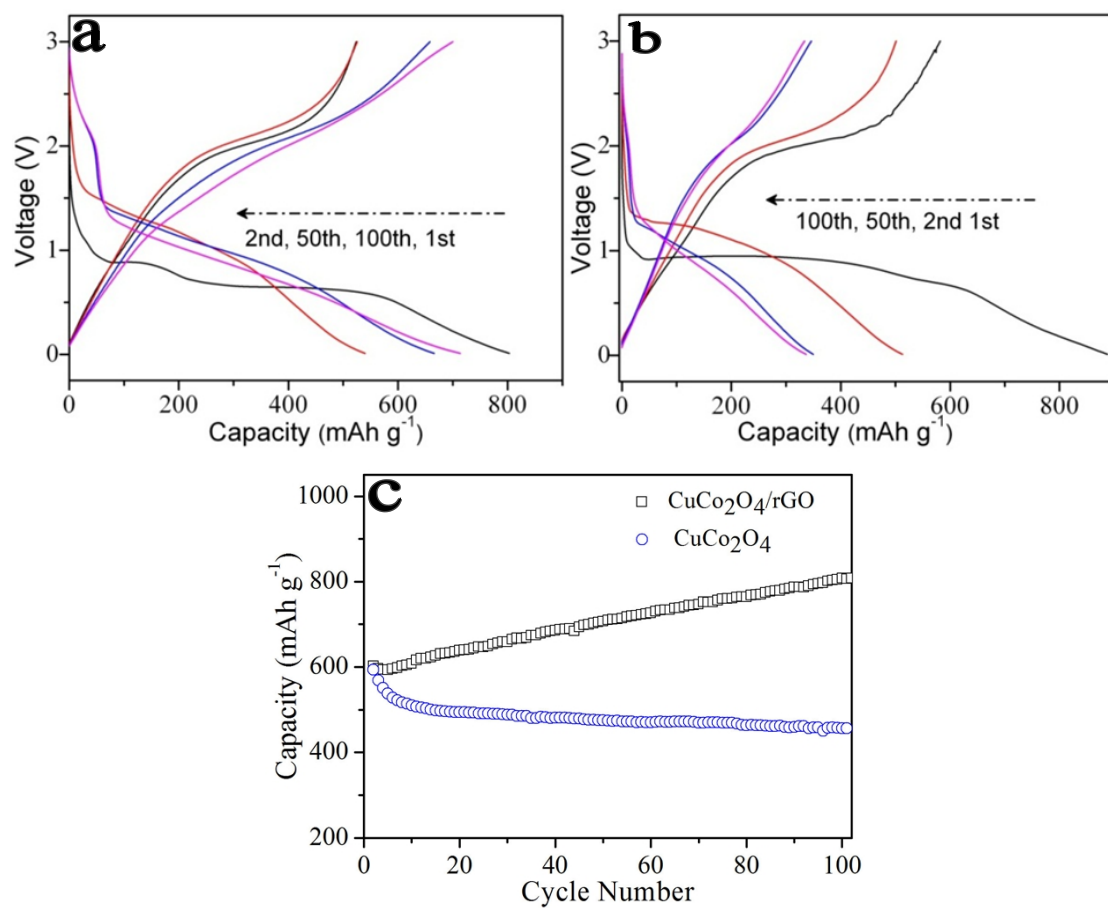 a
3
2
1
0
Voltage (V)
2nd, 50th, 100th, 1st
0 200 400 600 800
Capacity (mAh g⁻¹)
b
3
2
1
0
Voltage (V)
100th, 50th, 2nd 1st
0 200 400 600 800
Capacity (mAh g⁻¹)
c
1000
800
600
400
200
Capacity (mAh g⁻¹)
CuCo₂O₄/rGO
CuCo₂O₄
0 20 40 60 80 100
Cycle Number